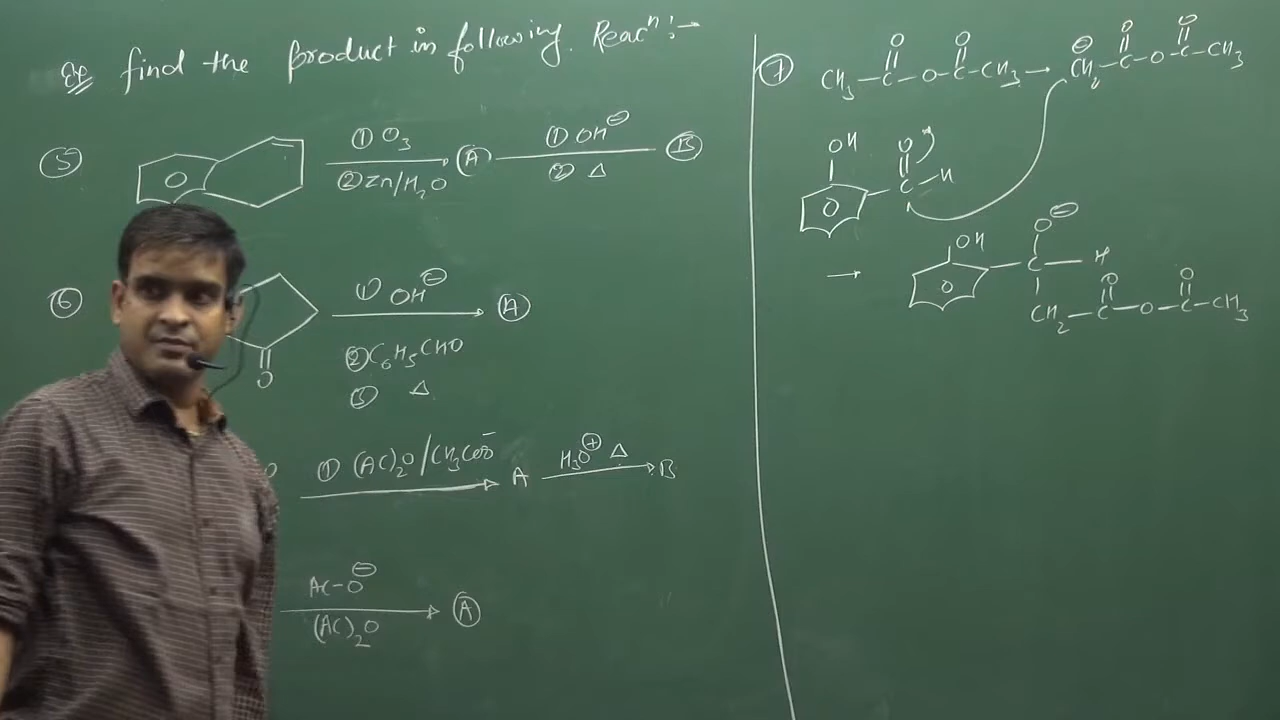 Ex find the product in following. Reacⁿ:-
⑤ ① O₃ ② Zn/H₂O Ⓐ ① OH⊖ ② Δ Ⓑ
⑥ O ① OH⊖ ② C₆H₅CHO ③ Δ Ⓐ
① (AC)₂O/CH₃COO⁻ A H₃O⊕ Δ B
AC-O⊖ (AC)₂O Ⓐ
⑦ CH₃-C(=O)-O-C(=O)-CH₃ → ⊖CH₂-C(=O)-O-C(=O)-CH₃
OH O C H
→ OH O⊖ C-H
CH₂-C(=O)-O-C(=O)-CH₃